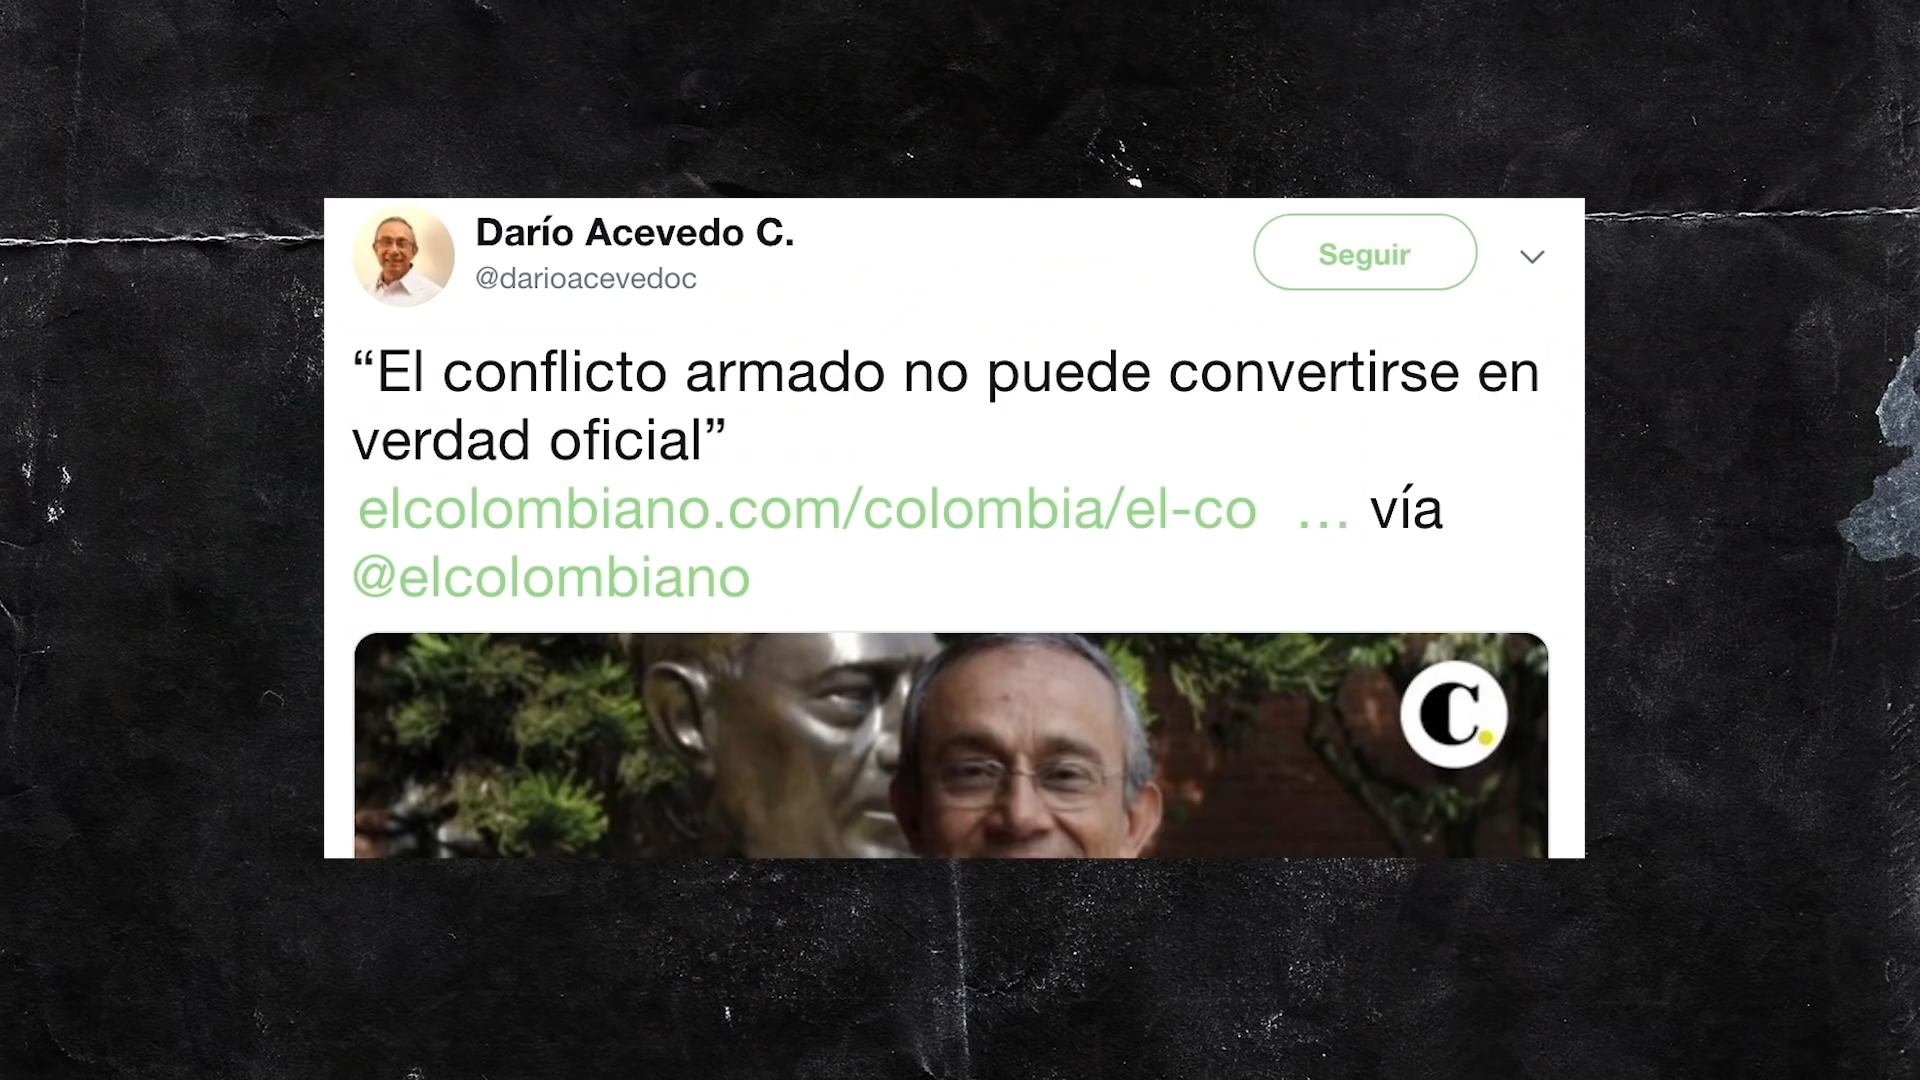 Darío Acevedo C.
@darioacevedoc
Seguir
“El conflicto armado no puede convertirse en
verdad oficial”
elcolombiano.com/colombia/el-co … vía
@elcolombiano
C.